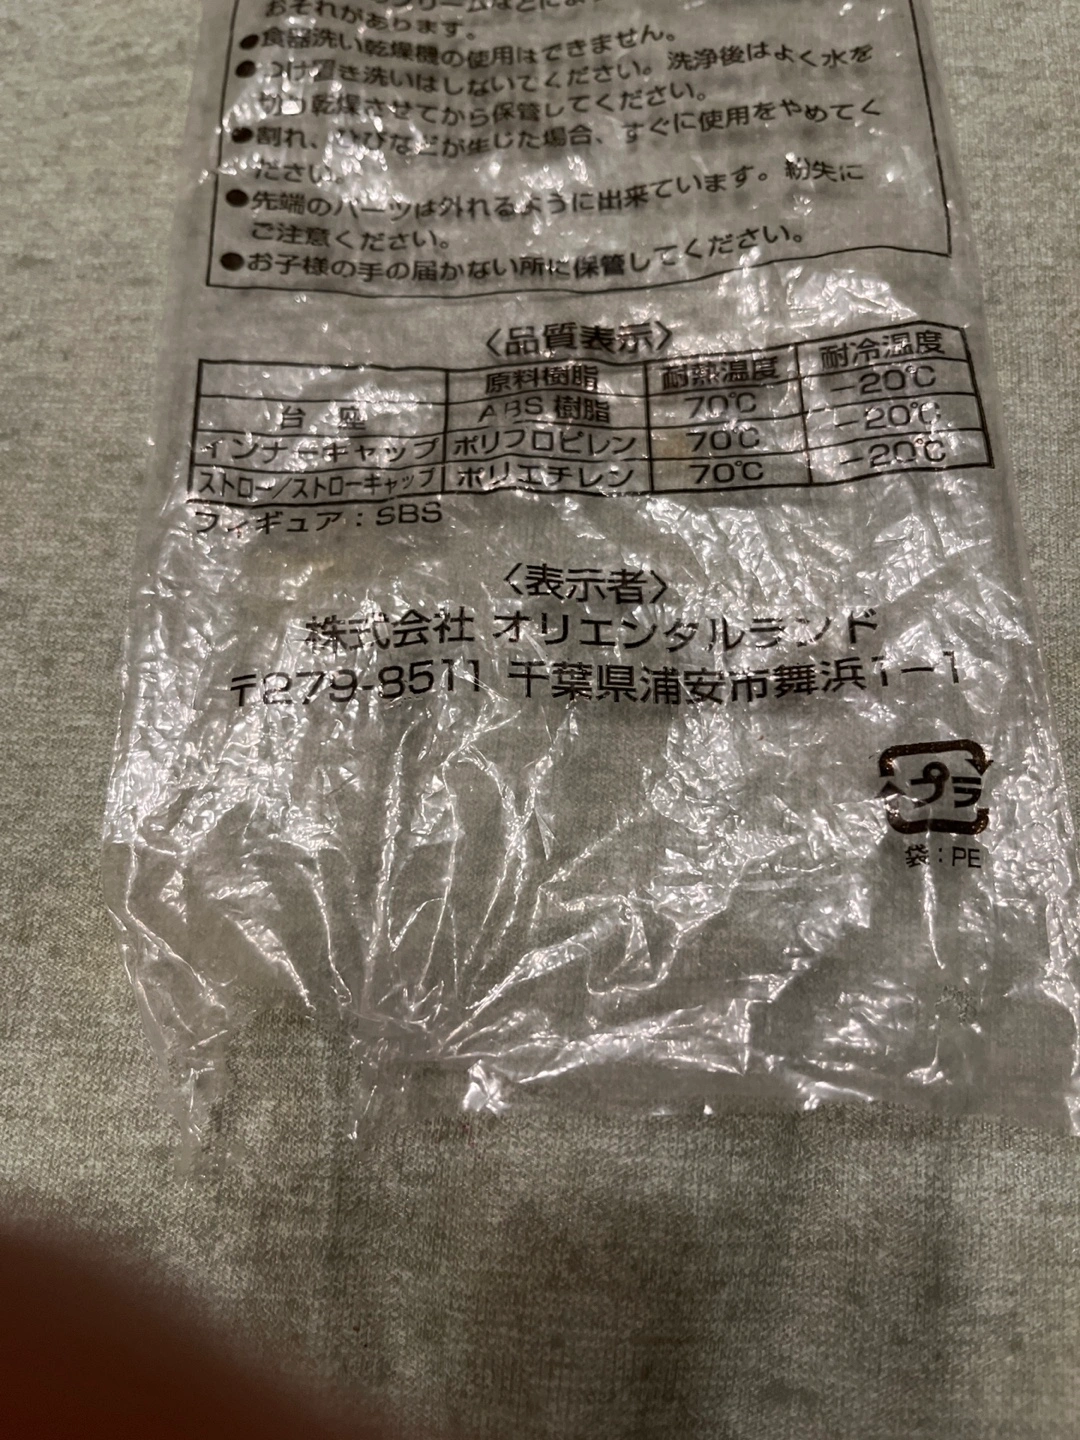 クリームなどによ
おそれがあります。
●食器洗い乾燥機の使用はできません。
●つけ置き洗いはしないでください。洗浄後はよく水を
切り乾燥させてから保管してください。
●割れ、ひびなどが生じた場合、すぐに使用をやめてく
ださい。
●先端のパーツは外れるように出来ています。紛失に
ご注意ください。
●お子様の手の届かない所に保管してください。
〈品質表示〉
原料樹脂 耐熱温度 耐冷温度
台座 ABS樹脂 70℃ -20℃
インナーキャップ ポリプロピレン 70℃ -20℃
ストロー/ストローキャップ ポリエチレン 70℃ -20℃
フィギュア:SBS
〈表示者〉
株式会社 オリエンタルランド
〒279-8511 千葉県浦安市舞浜1-1
プラ
袋:PE